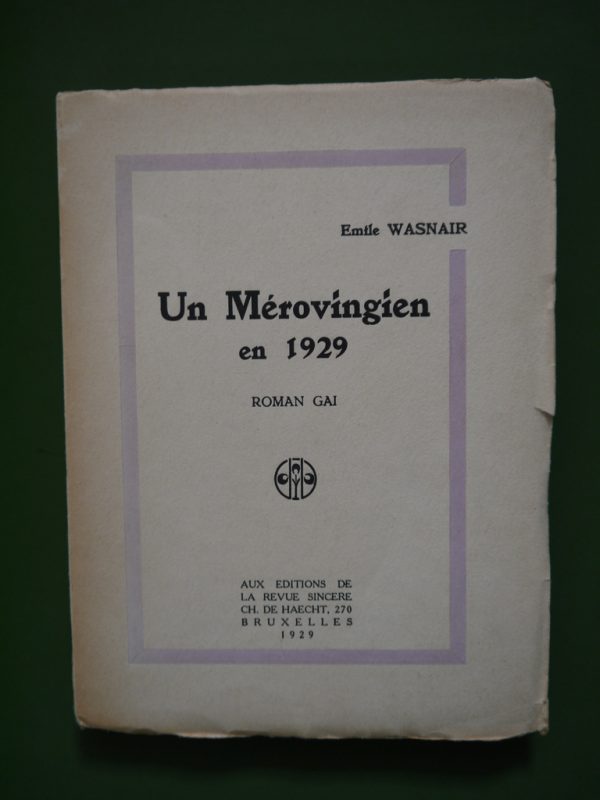 Emile WASNAIR
Un Mérovingien
en 1929
ROMAN GAI
AUX EDITIONS DE
LA REVUE SINCERE
CH. DE HAECHT, 270
BRUXELLES
1929